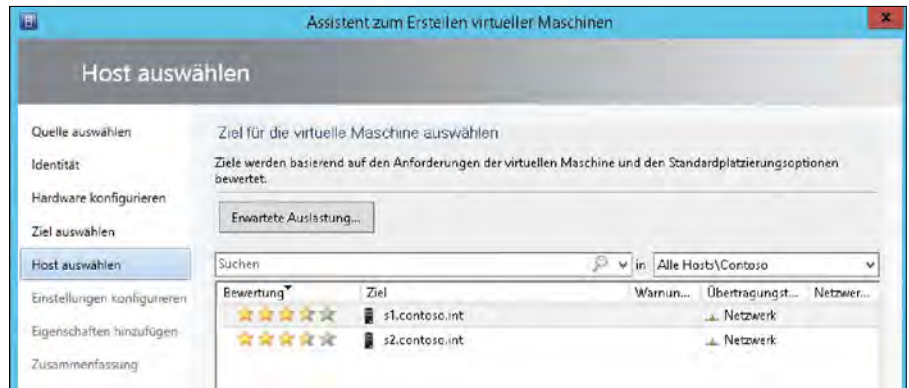 Assistent zum Erstellen virtueller Maschinen
Host auswählen
Quelle auswählen
Identität
Hardware konfigurieren
Ziel auswählen
Host auswählen
Einstellungen konfigurieren
Eigenschaften hinzufügen
Zusammenfassung
Ziel für die virtuelle Maschine auswählen
Ziele werden basierend auf den Anforderungen der virtuellen Maschine und den Standardplatzierungsoptionen
bewertet.
Erwartete Auslastung...
Suchen in Alle Hosts\Contoso
Bewertung Ziel Warnun... Übertragungst... Netzwer...
s1.contoso.int Netzwerk
s2.contoso.int Netzwerk